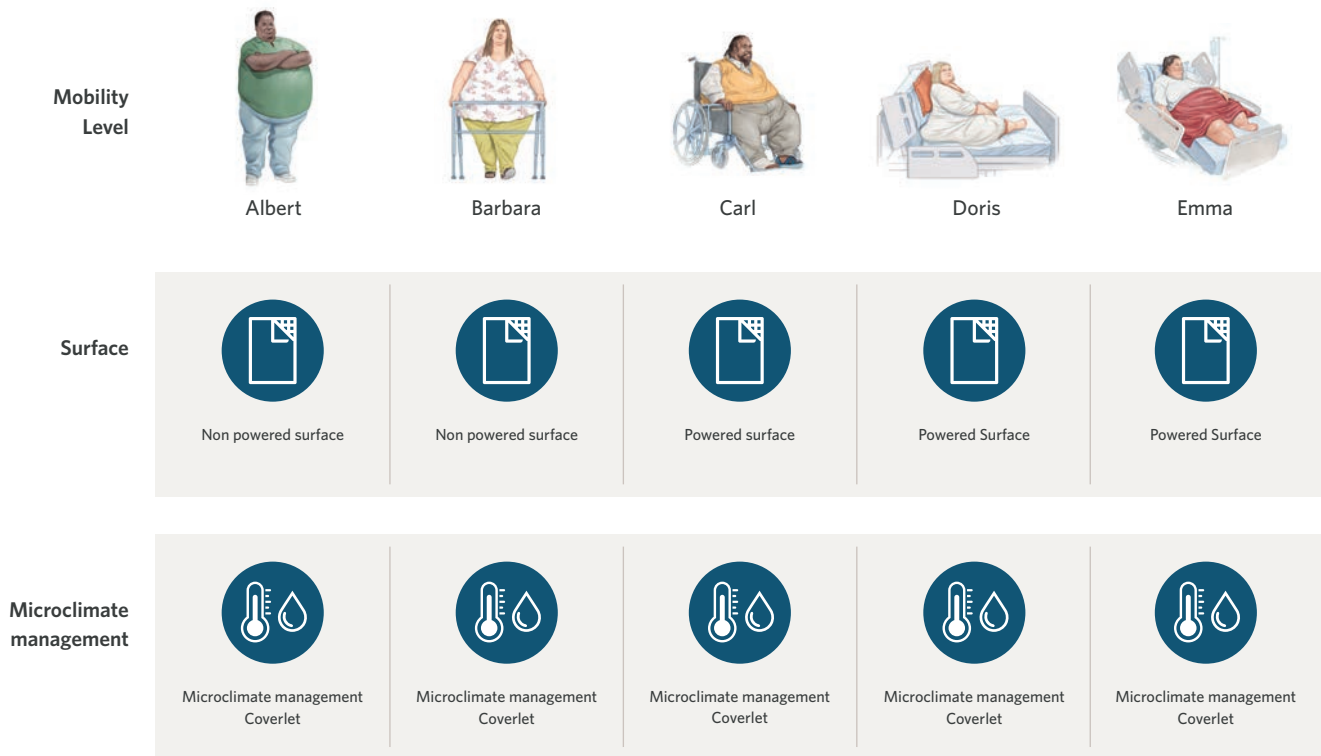 Mobility
Level
Albert
Barbara
Carl
Doris
Emma
Surface
Non powered surface
Non powered surface
Powered surface
Powered Surface
Powered Surface
Microclimate
management
Microclimate management
Coverlet
Microclimate management
Coverlet
Microclimate management
Coverlet
Microclimate management
Coverlet
Microclimate management
Coverlet